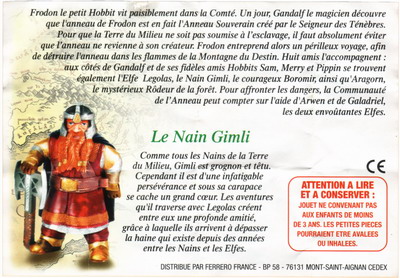 Frodon le petit Hobbit vit paisiblement dans la Comté. Un jour, Gandalf le magicien découvre
que l'anneau de Frodon est en fait l'Anneau Souverain créé par le Seigneur des Ténèbres.
Pour que la Terre du Milieu ne soit pas soumise à l'esclavage, il faut absolument éviter
que l'anneau ne revienne à son créateur. Frodon entreprend alors un périlleux voyage, afin
de détruire l'anneau dans les flammes de la Montagne du Destin. Huit amis l'accompagnent :
aux côtés de Gandalf et de ses fidèles amis Hobbits Sam, Merry et Pippin se trouvent
également l'Elfe Legolas, le Nain Gimli, le courageux Boromir, ainsi qu'Aragorn,
le mystérieux Rôdeur de la forêt. Pour affronter les dangers, la Communauté
de l'Anneau peut compter sur l'aide d'Arwen et de Galadriel,
les deux envoûtantes Elfes.
Le Nain Gimli
Comme tous les Nains de la Terre
du Milieu, Gimli est grognon et têtu.
Cependant il est d'une infatigable
persévérance et sous sa carapace
se cache un grand cœur. Les aventures
qu'il traverse avec Legolas créent
entre eux une profonde amitié,
grâce à laquelle ils arrivent à dépasser
la haine qui existe depuis des années
entre les Nains et les Elfes.
CE
ATTENTION A LIRE
ET A CONSERVER :
JOUET NE CONVENANT PAS
AUX ENFANTS DE MOINS
DE 3 ANS. LES PETITES PIECES
POURRAIENT ETRE AVALEES
OU INHALEES.
DISTRIBUE PAR FERRERO FRANCE - BP 58 - 76131 MONT-SAINT-AIGNAN CEDEX